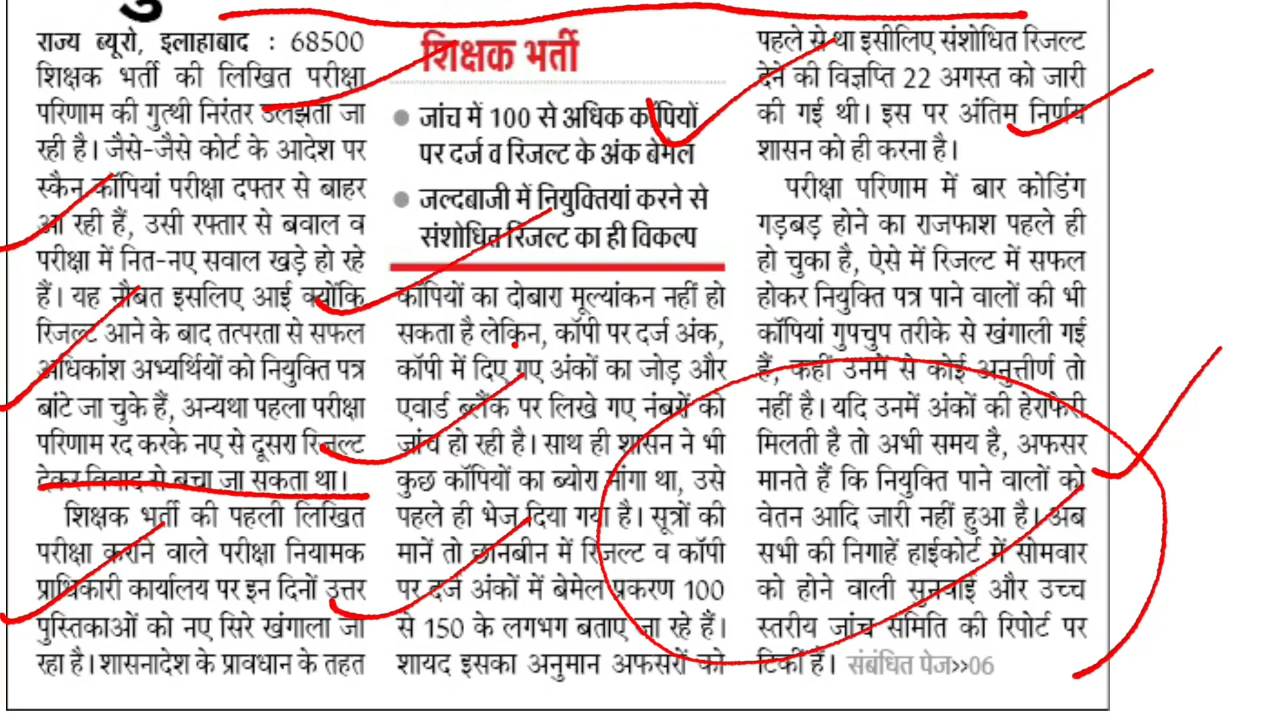 राज्य ब्यूरो, इलाहाबाद : 68500
शिक्षक भर्ती की लिखित परीक्षा
परिणाम की गुत्थी निरंतर उलझती जा
रही है। जैसे-जैसे कोर्ट के आदेश पर
स्कैन कॉपियां परीक्षा दफ्तर से बाहर
आ रही हैं, उसी रफ्तार से बवाल व
परीक्षा में नित-नए सवाल खड़े हो रहे
हैं। यह नौबत इसलिए आई क्योंकि
रिजल्ट आने के बाद तत्परता से सफल
अधिकांश अभ्यर्थियों को नियुक्ति पत्र
बांटे जा चुके हैं, अन्यथा पहला परीक्षा
परिणाम रद करके नए से दूसरा रिजल्ट
देकर विवाद से बचा जा सकता था।
शिक्षक भर्ती की पहली लिखित
परीक्षा कराने वाले परीक्षा नियामक
प्राधिकारी कार्यालय पर इन दिनों उत्तर
पुस्तिकाओं को नए सिरे खंगाला जा
रहा है। शासनादेश के प्रावधान के तहत
शिक्षक भर्ती
● जांच में 100 से अधिक कॉपियों
पर दर्ज व रिजल्ट के अंक बेमेल
● जल्दबाजी में नियुक्तियां करने से
संशोधित रिजल्ट का ही विकल्प
कॉपियों का दोबारा मूल्यांकन नहीं हो
सकता है लेकिन, कॉपी पर दर्ज अंक,
कॉपी में दिए गए अंकों का जोड़ और
एवार्ड ब्लैंक पर लिखे गए नंबरों की
जांच हो रही है। साथ ही शासन ने भी
कुछ कॉपियों का ब्योरा मांगा था, उसे
पहले ही भेज दिया गया है। सूत्रों की
मानें तो छानबीन में रिजल्ट व कॉपी
पर दर्ज अंकों में बेमेल प्रकरण 100
से 150 के लगभग बताए जा रहे हैं।
शायद इसका अनुमान अफसरों को
पहले से था इसीलिए संशोधित रिजल्ट
देने की विज्ञप्ति 22 अगस्त को जारी
की गई थी। इस पर अंतिम निर्णय
शासन को ही करना है।
परीक्षा परिणाम में बार कोडिंग
गड़बड़ होने का राजफाश पहले ही
हो चुका है, ऐसे में रिजल्ट में सफल
होकर नियुक्ति पत्र पाने वालों की भी
कॉपियां गुपचुप तरीके से खंगाली गई
हैं, कहीं उनमें से कोई अनुत्तीर्ण तो
नहीं है। यदि उनमें अंकों की हेराफेरी
मिलती है तो अभी समय है, अफसर
मानते हैं कि नियुक्ति पाने वालों को
वेतन आदि जारी नहीं हुआ है। अब
सभी की निगाहें हाईकोर्ट में सोमवार
को होने वाली सुनवाई और उच्च
स्तरीय जांच समिति की रिपोर्ट पर
टिकी हैं। संबंधित पेज>>06